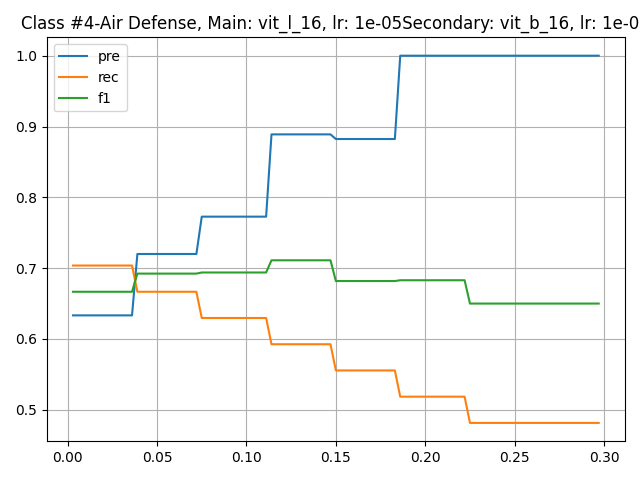 Class #4-Air Defense, Main: vit_l_16, lr: 1e-05Secondary: vit_b_16, lr: 1e-0
pre
rec
f1
1.0
0.9
0.8
0.7
0.6
0.5
0.00 0.05 0.10 0.15 0.20 0.25 0.30